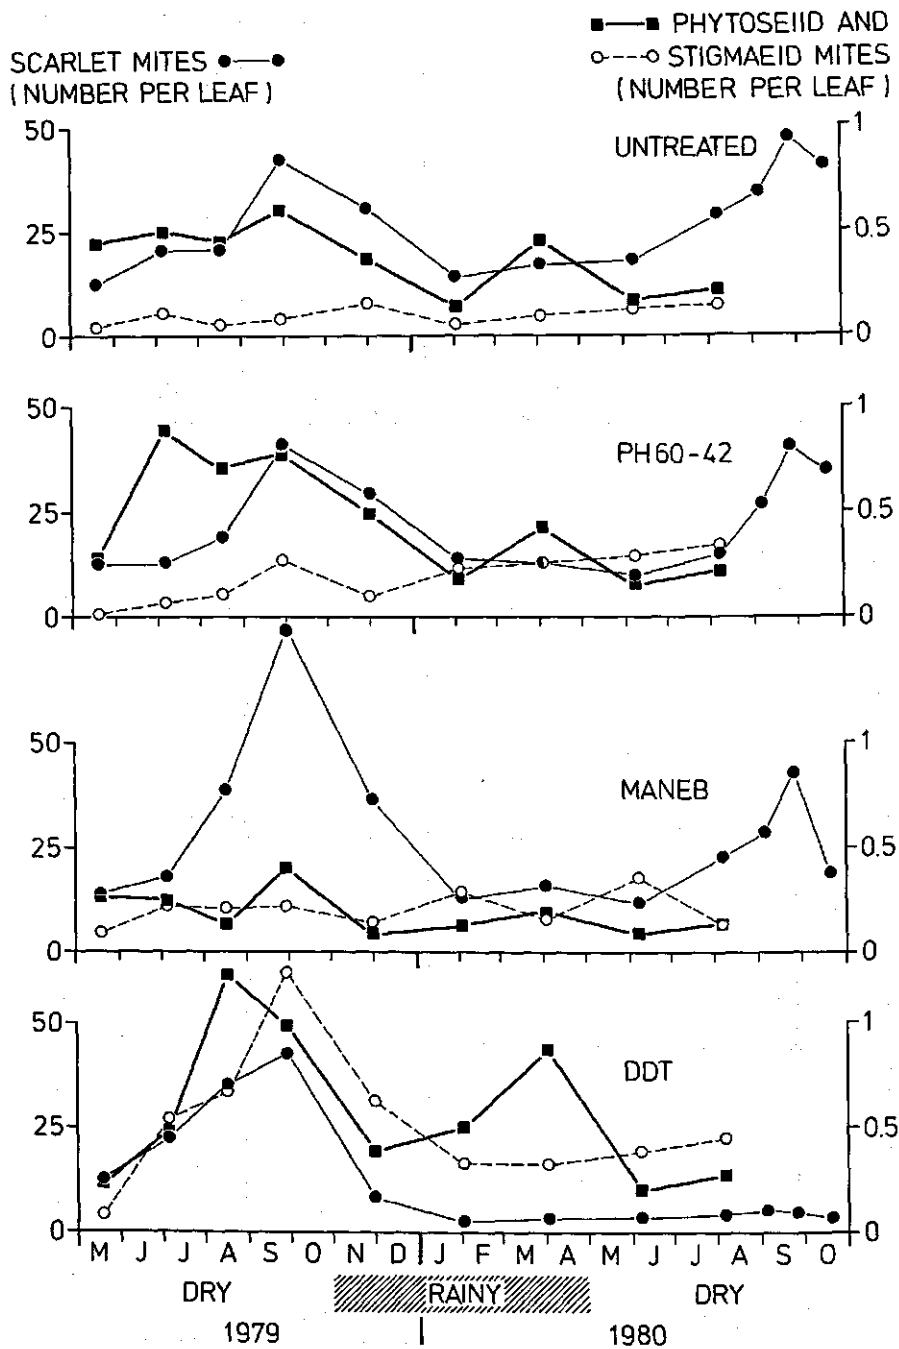 SCARLET MITES
(NUMBER PER LEAF)
PHYTOSEIID AND
STIGMAEID MITES
(NUMBER PER LEAF)
UNTREATED
50
25
0
1
0.5
0
PH60-42
50
25
0
1
0.5
0
MANEB
50
25
0
1
0.5
0
DDT
50
25
0
1
0.5
0
M J J A S O N D J F M A M J J A S O
DRY RAINY DRY
1979 1980